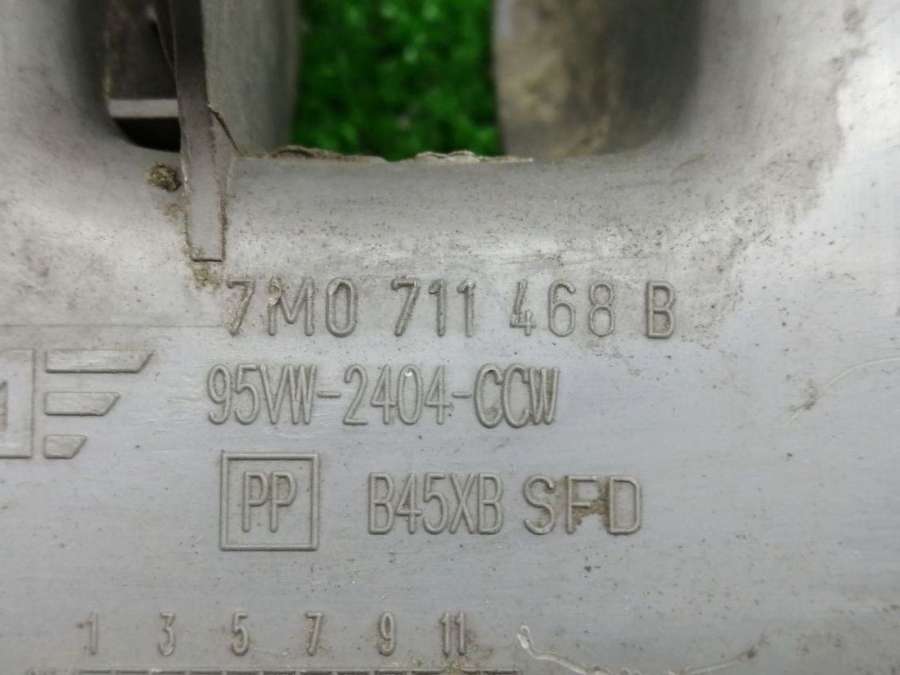 7M0 711 468 B
95VW-2404-CCW
PP B45XB SFD
1 3 5 7 9 11